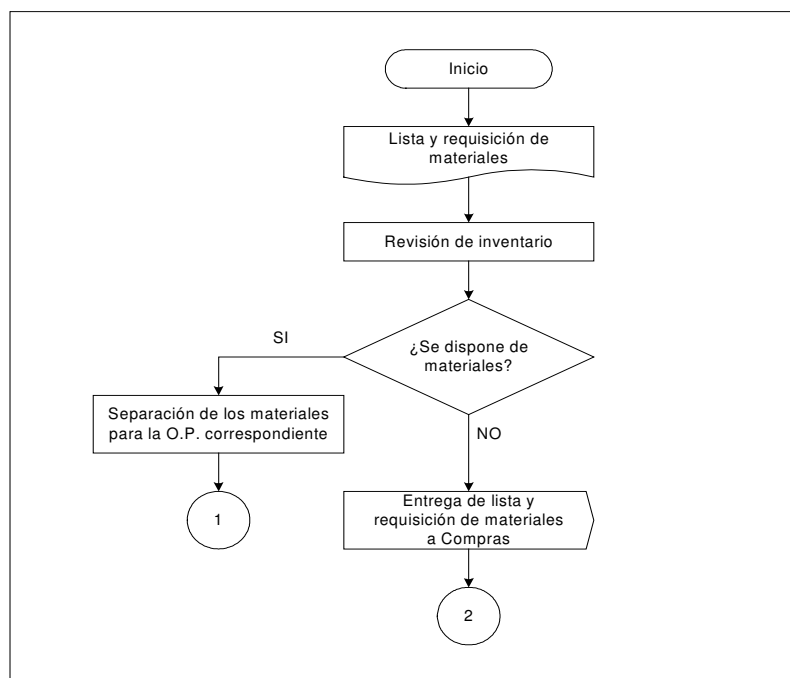 Inicio
Lista y requisición de
materiales
Revisión de inventario
¿Se dispone de
materiales?
SI
Separación de los materiales
para la O.P. correspondiente
NO
1
Entrega de lista y
requisición de materiales
a Compras
2